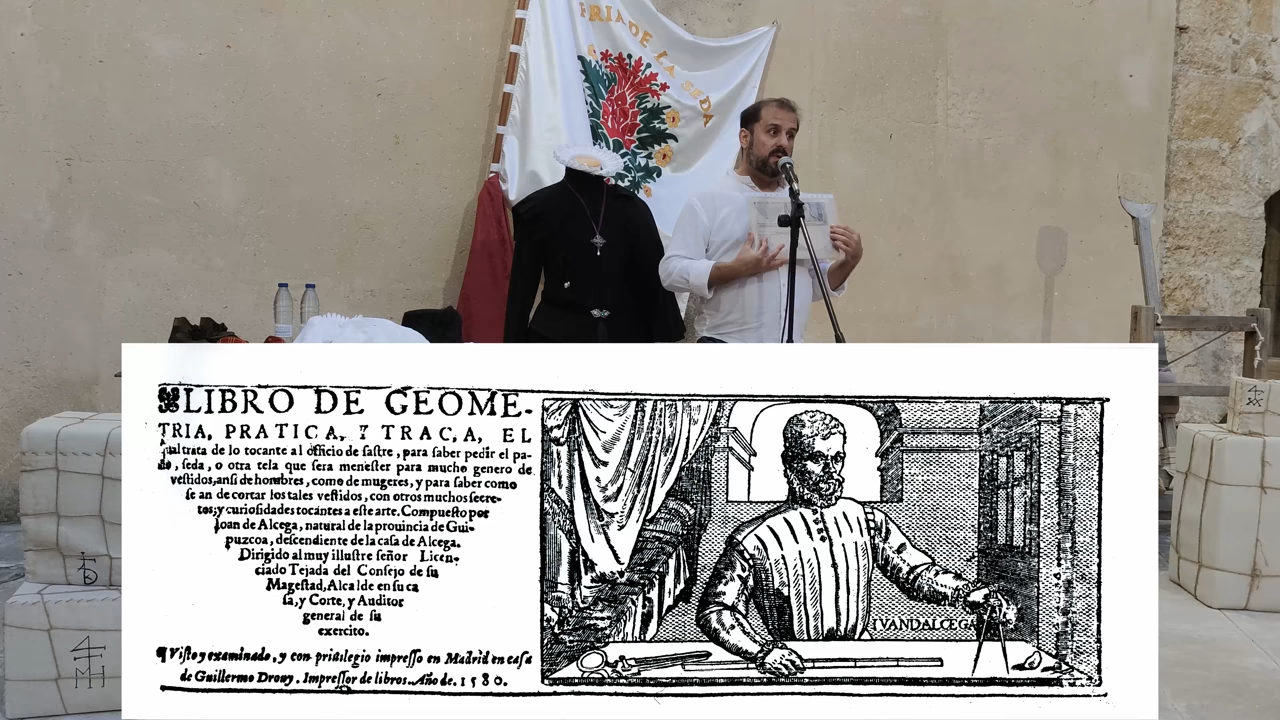 FERIA DE LA SEDA
LIBRO DE GEOME-
TRIA, PRATICA, Y TRAÇA, EL
qual trata de lo tocante al officio de sastre, para saber pedir el pa-
ño, seda, o otra tela que sera menester para mucho genero de
vestidos, ansi de hombres, como de mugeres, y para saber como
se an de cortar los tales vestidos, con otros muchos secre-
tos, y curiosidades tocantes a este arte. Compuesto por
Ioan de Alcega, natural de la prouincia de Gui-
puzcoa, descendiente de la casa de Alcega.
Dirigido al muy illustre señor Licen-
ciado Tejada del Consejo de su
Magestad, Alcalde en su ca
sa, y Corte, y Auditor
general de su
exercito.
¶ Visto y examinado, y con priuilegio impresso en Madrid en casa
de Guillermo Drouy. Impressor de libros. Año de. 1580.
IVAN DALCEGA